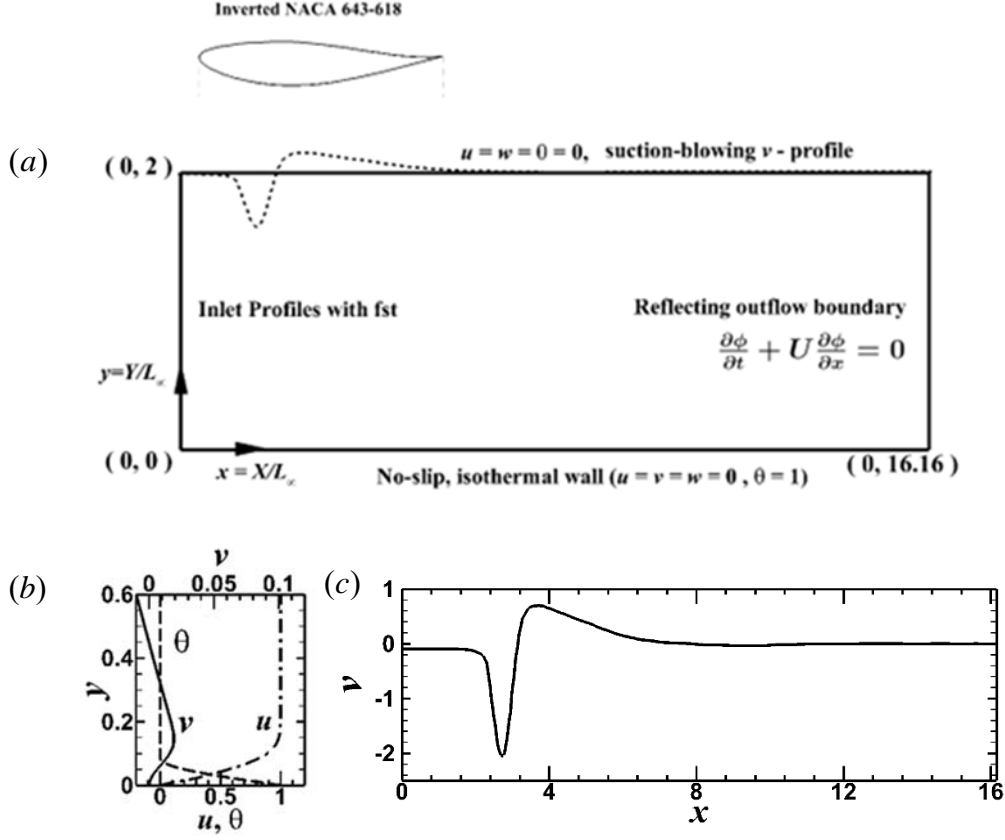 Inverted NACA 643-618
(a)
(0, 2)
u = w = 0 = 0, suction-blowing v - profile
Inlet Profiles with fst
Reflecting outflow boundary
∂ϕ/∂t + U ∂ϕ/∂x = 0
y=Y/L∝
(0, 0)
x = X/L∝
No-slip, isothermal wall (u = v = w = 0 , θ = 1)
(0, 16.16)
(b)
v
0 0.05 0.1
0.6
0.4
0.2
0
y
θ
v
u
0 1
u, θ
(c)
1
0
-1
-2
v
0 4 8 12 16
x